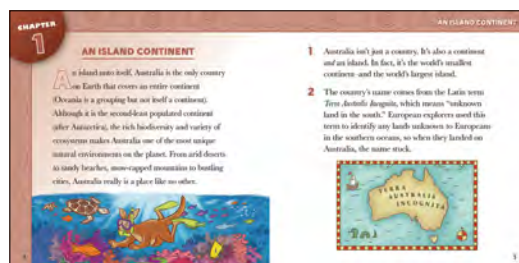 CHAPTER
1
AN ISLAND CONTINENT
An island unto itself, Australia is the only country
on Earth that covers an entire continent
(Oceania is a grouping but not itself a continent).
Although it is the second-least populated continent
(after Antarctica), the rich biodiversity and variety of
ecosystems makes Australia one of the most unique
natural environments on the planet. From arid deserts
to sandy beaches, snow-capped mountains to bustling
cities, Australia really is a place like no other.
AN ISLAND CONTINENT
1 Australia isn't just a country. It's also a continent
and an island. In fact, it's the world's smallest
continent–and the world's largest island.
2 The country's name comes from the Latin term
Terra Australis Incognita, which means "unknown
land in the south." European explorers used this
term to identify any lands unknown to Europeans
in the southern oceans, so when they landed on
Australia, the name stuck.
TERRA
AUSTRALIA
INCOGNITA
4
5